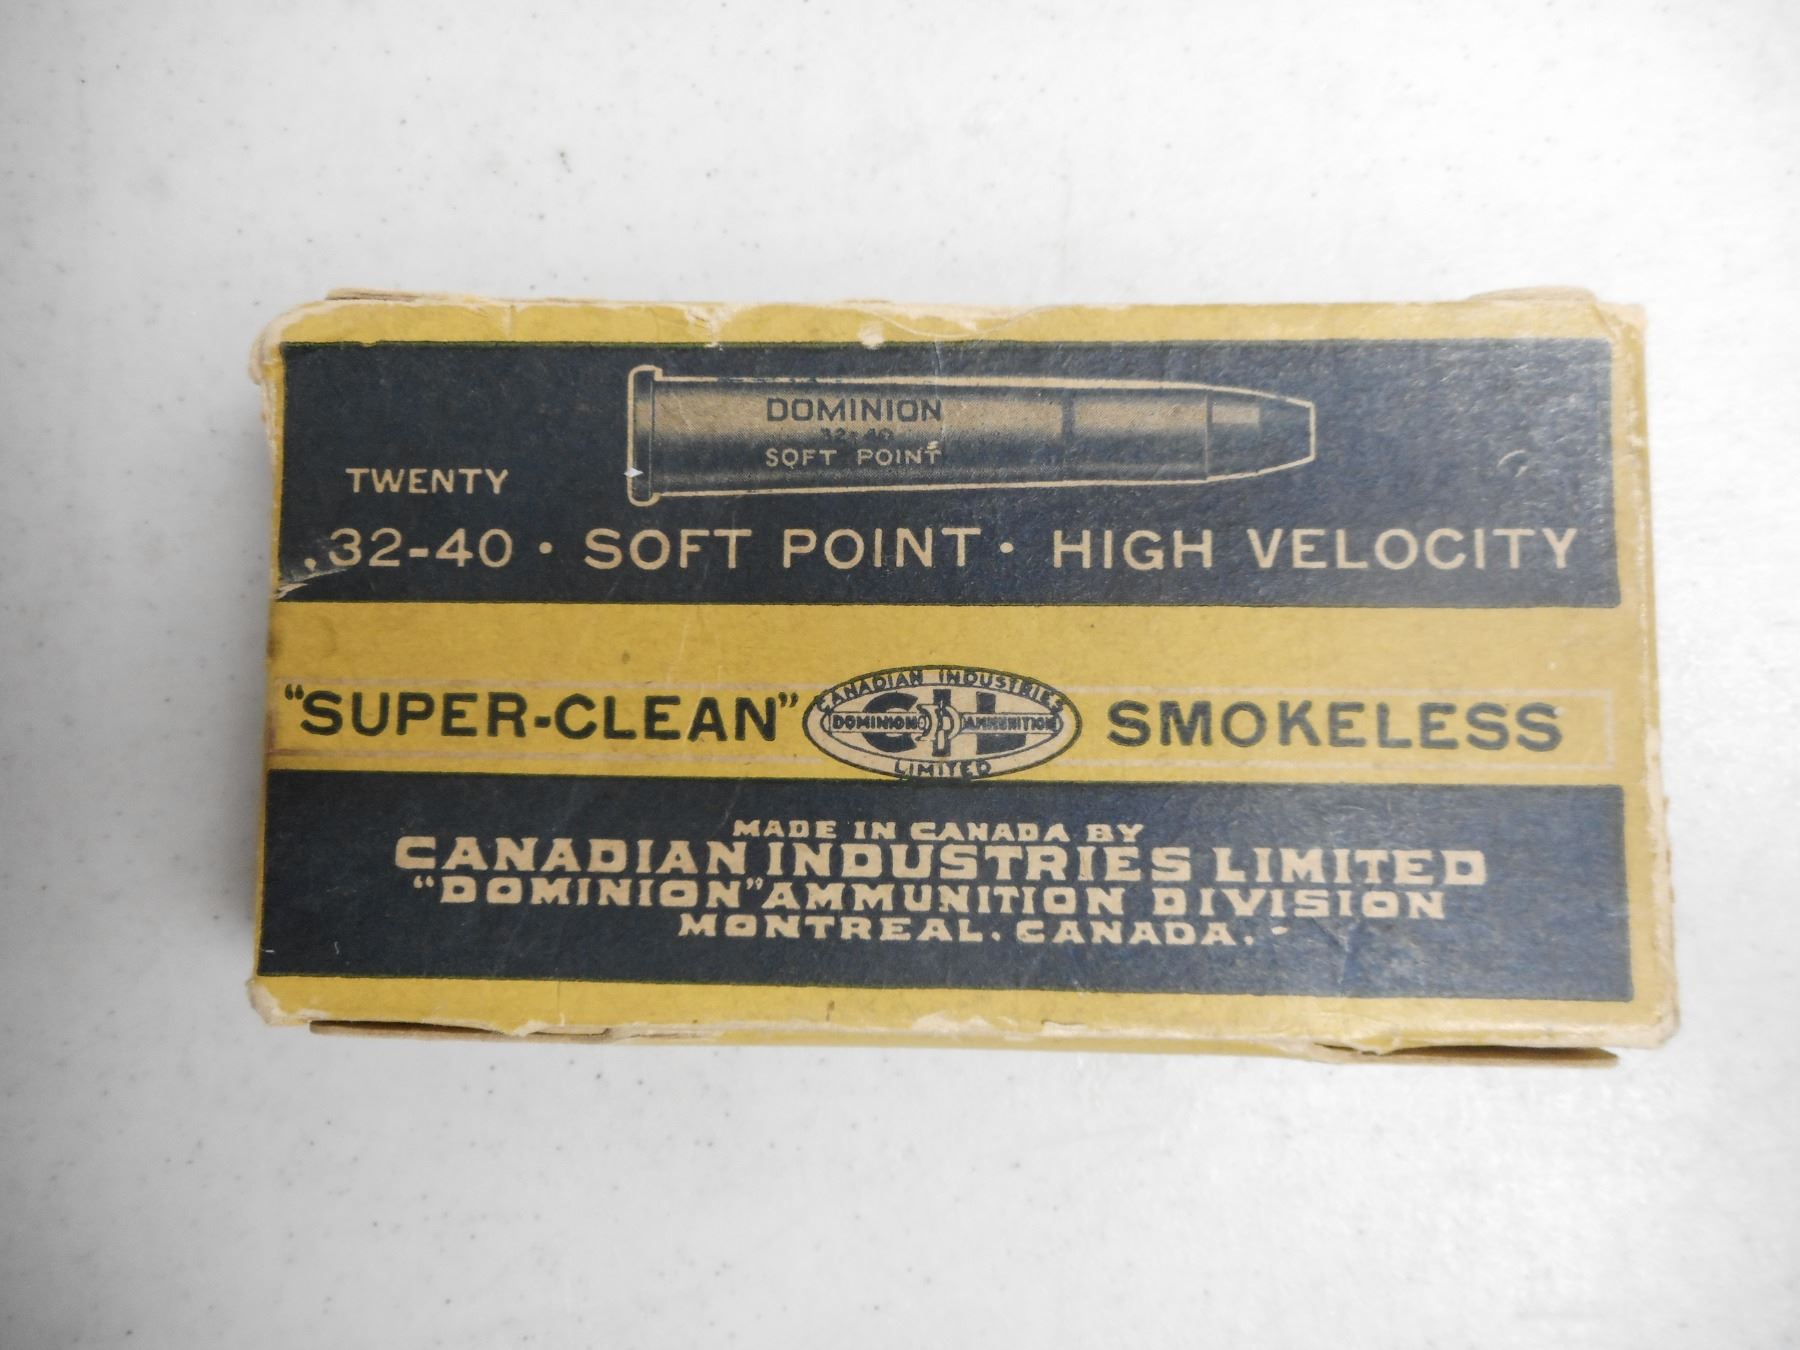 DOMINION
32-40
SOFT POINT
TWENTY
.32-40 · SOFT POINT · HIGH VELOCITY
"SUPER-CLEAN"
CANADIAN INDUSTRIES
CIL
DOMINION AMMUNITION
LIMITED
SMOKELESS
MADE IN CANADA BY
CANADIAN INDUSTRIES LIMITED
"DOMINION" AMMUNITION DIVISION
MONTREAL. CANADA.